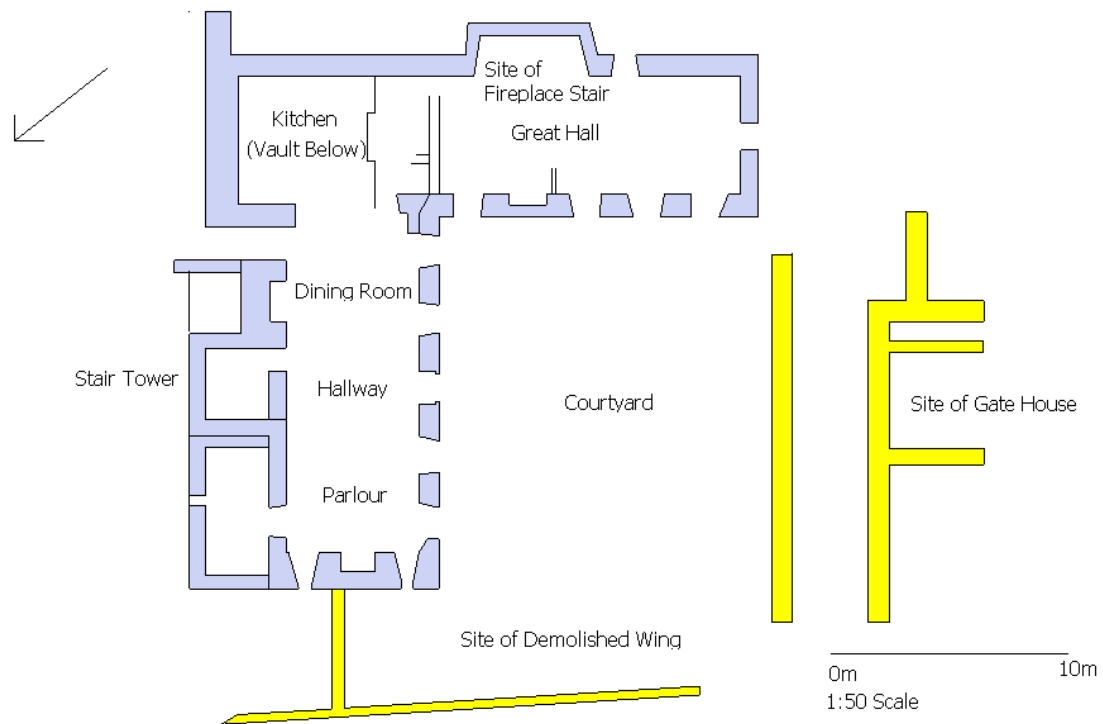 Site of
Fireplace Stair
Kitchen
(Vault Below)
Great Hall
Dining Room
Stair Tower
Hallway
Courtyard
Site of Gate House
Parlour
Site of Demolished Wing
0m
10m
1:50 Scale